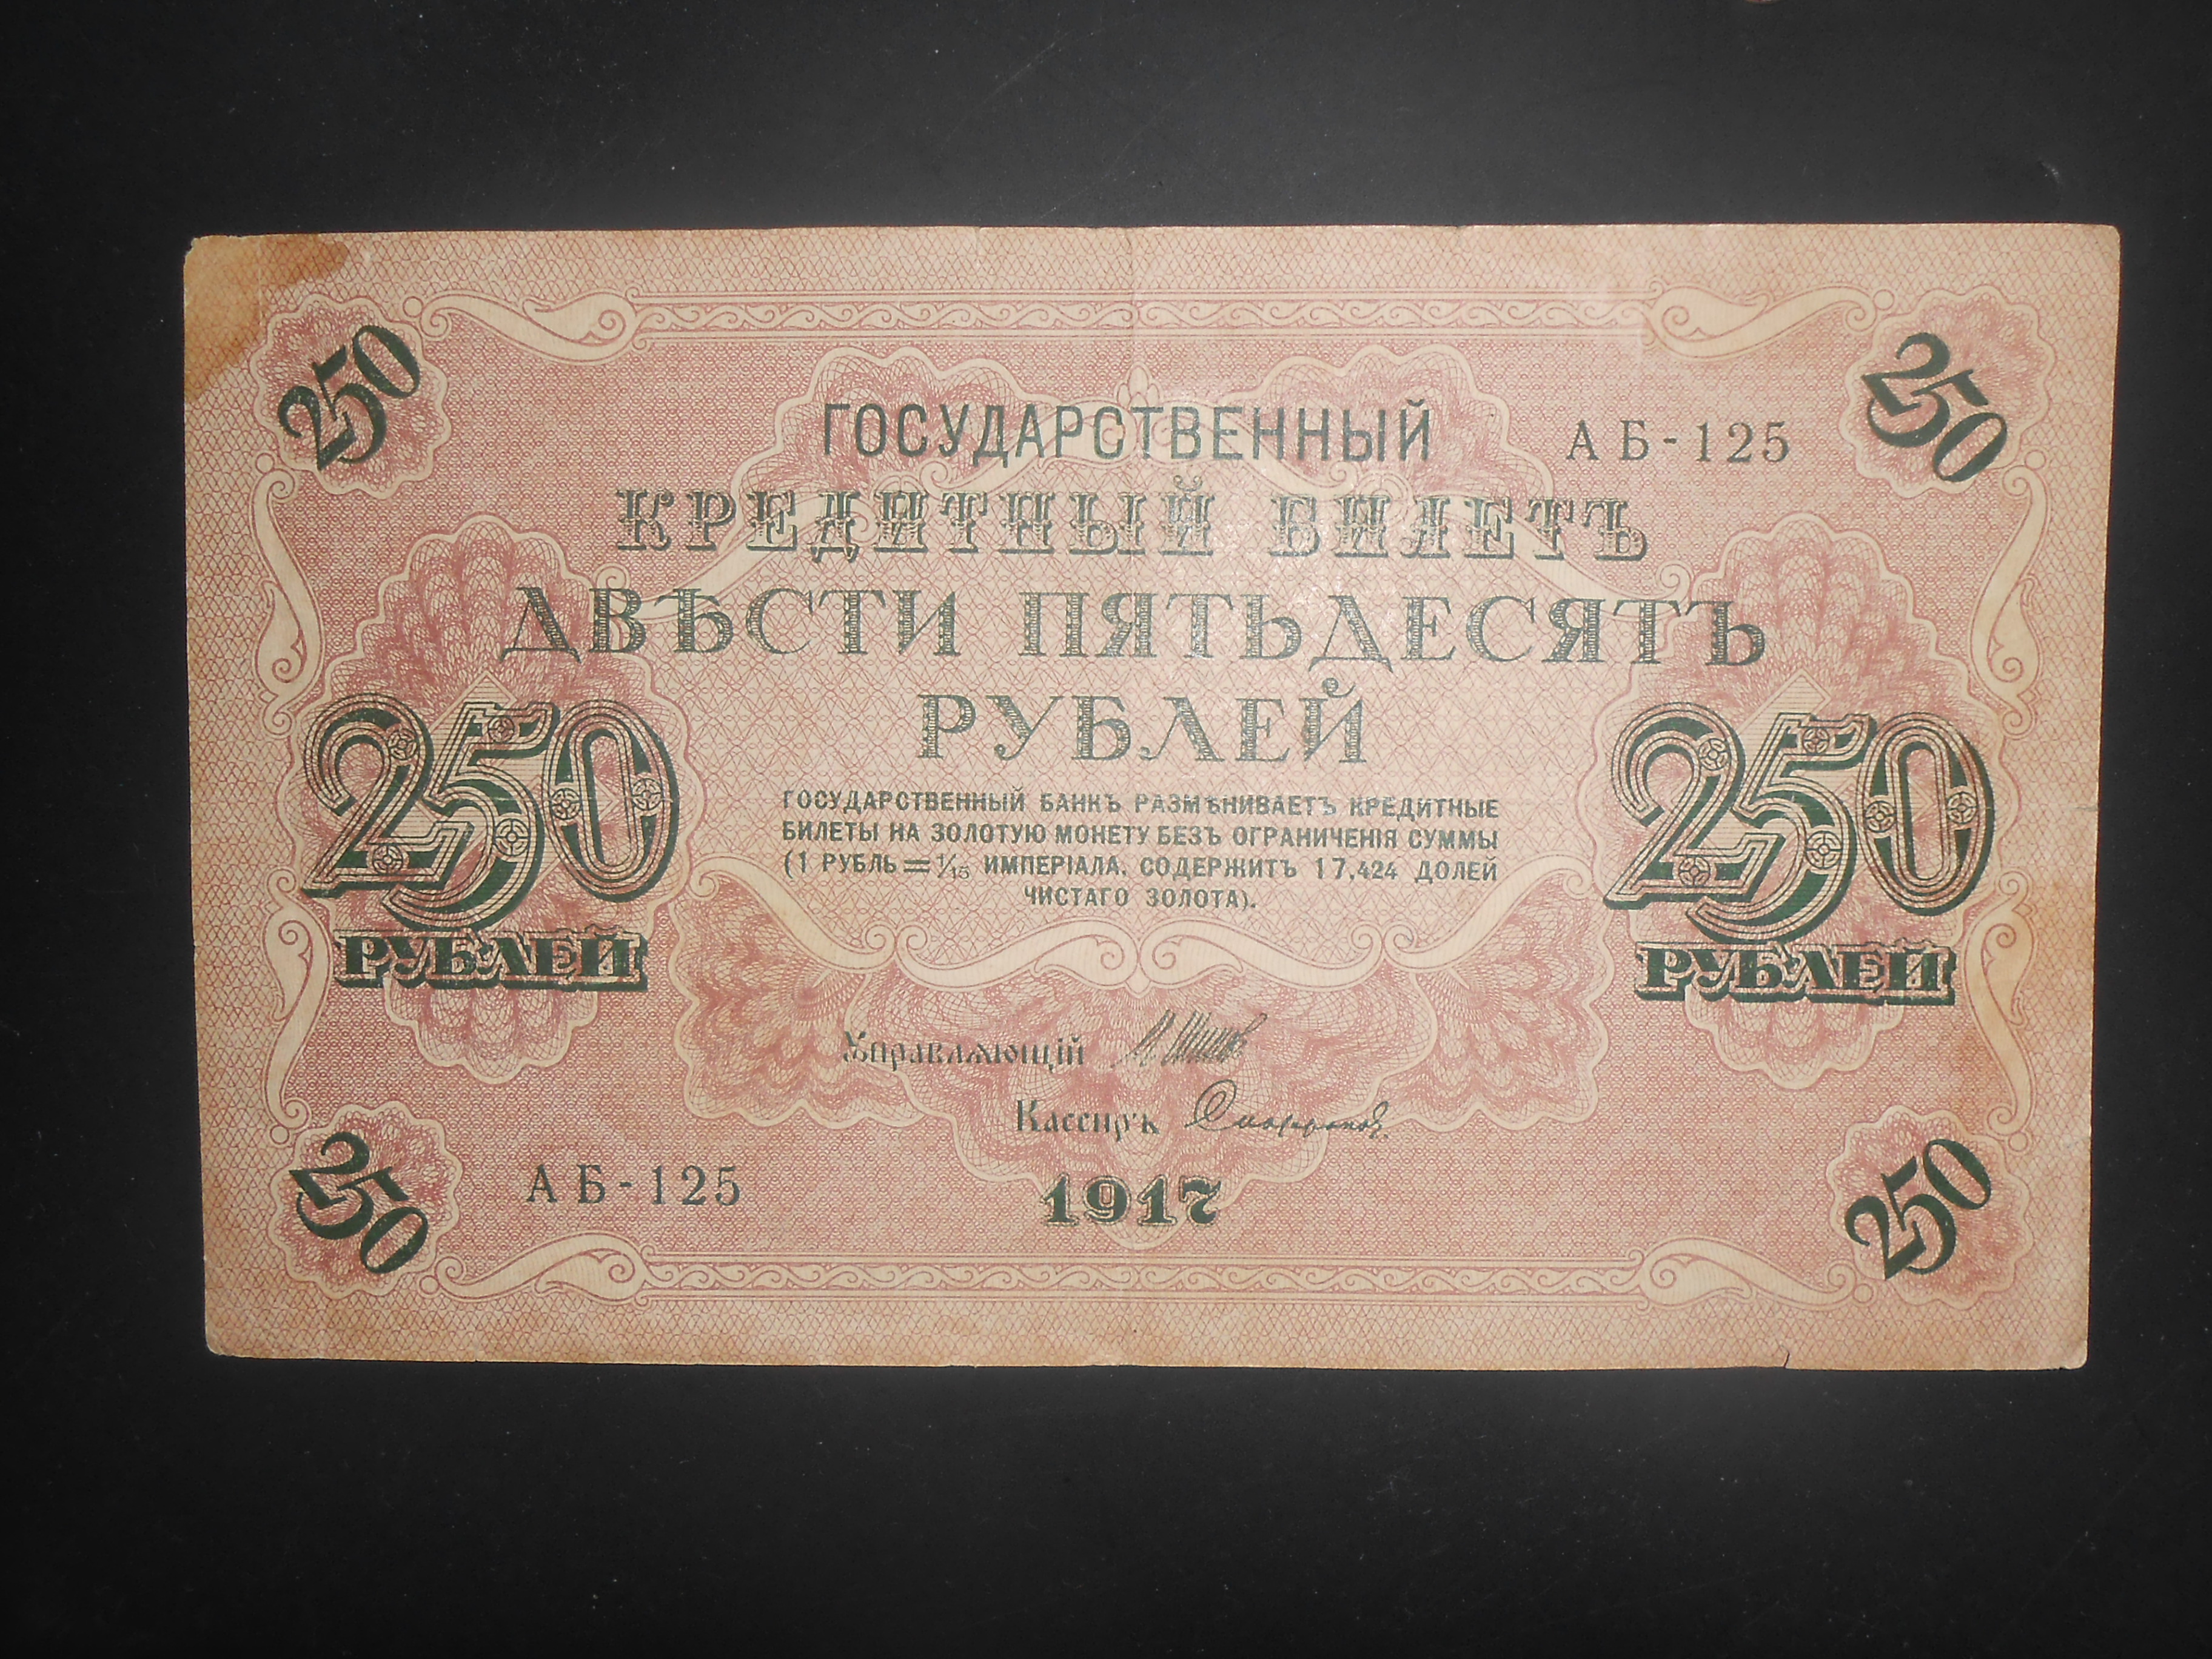 250 250
ГОСУДАРСТВЕННЫЙ АБ-125
КРЕДИТНЫЙ БИЛЕТЪ
ДВѢСТИ ПЯТЬДЕСЯТЪ
РУБЛЕЙ
250 250
РУБЛЕЙ РУБЛЕЙ
ГОСУДАРСТВЕННЫЙ БАНКЪ РАЗМѢНИВАЕТЪ КРЕДИТНЫЕ
БИЛЕТЫ НА ЗОЛОТУЮ МОНЕТУ БЕЗЪ ОГРАНИЧЕНІЯ СУММЫ
(1 РУБЛЬ = 1/15 ИМПЕРІАЛА, СОДЕРЖИТЪ 17,424 ДОЛЕЙ
ЧИСТАГО ЗОЛОТА).
Управляющій И. Шипов
Кассиръ
АБ-125 1917
250 250